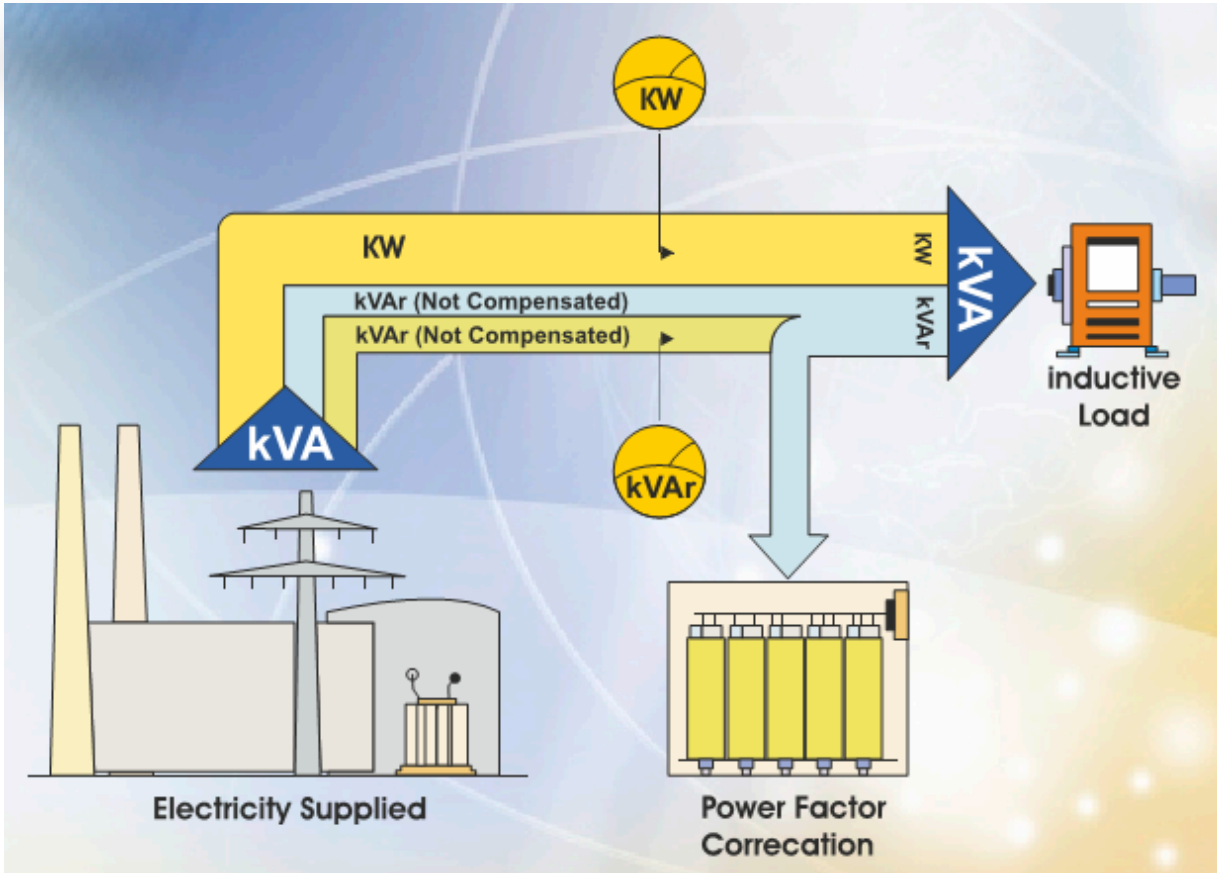 KW
KW
KW
kVA
kVAr (Not Compensated)
kVAr
kVAr (Not Compensated)
inductive
Load
kVA
kVAr
Electricity Supplied
Power Factor
Correcation